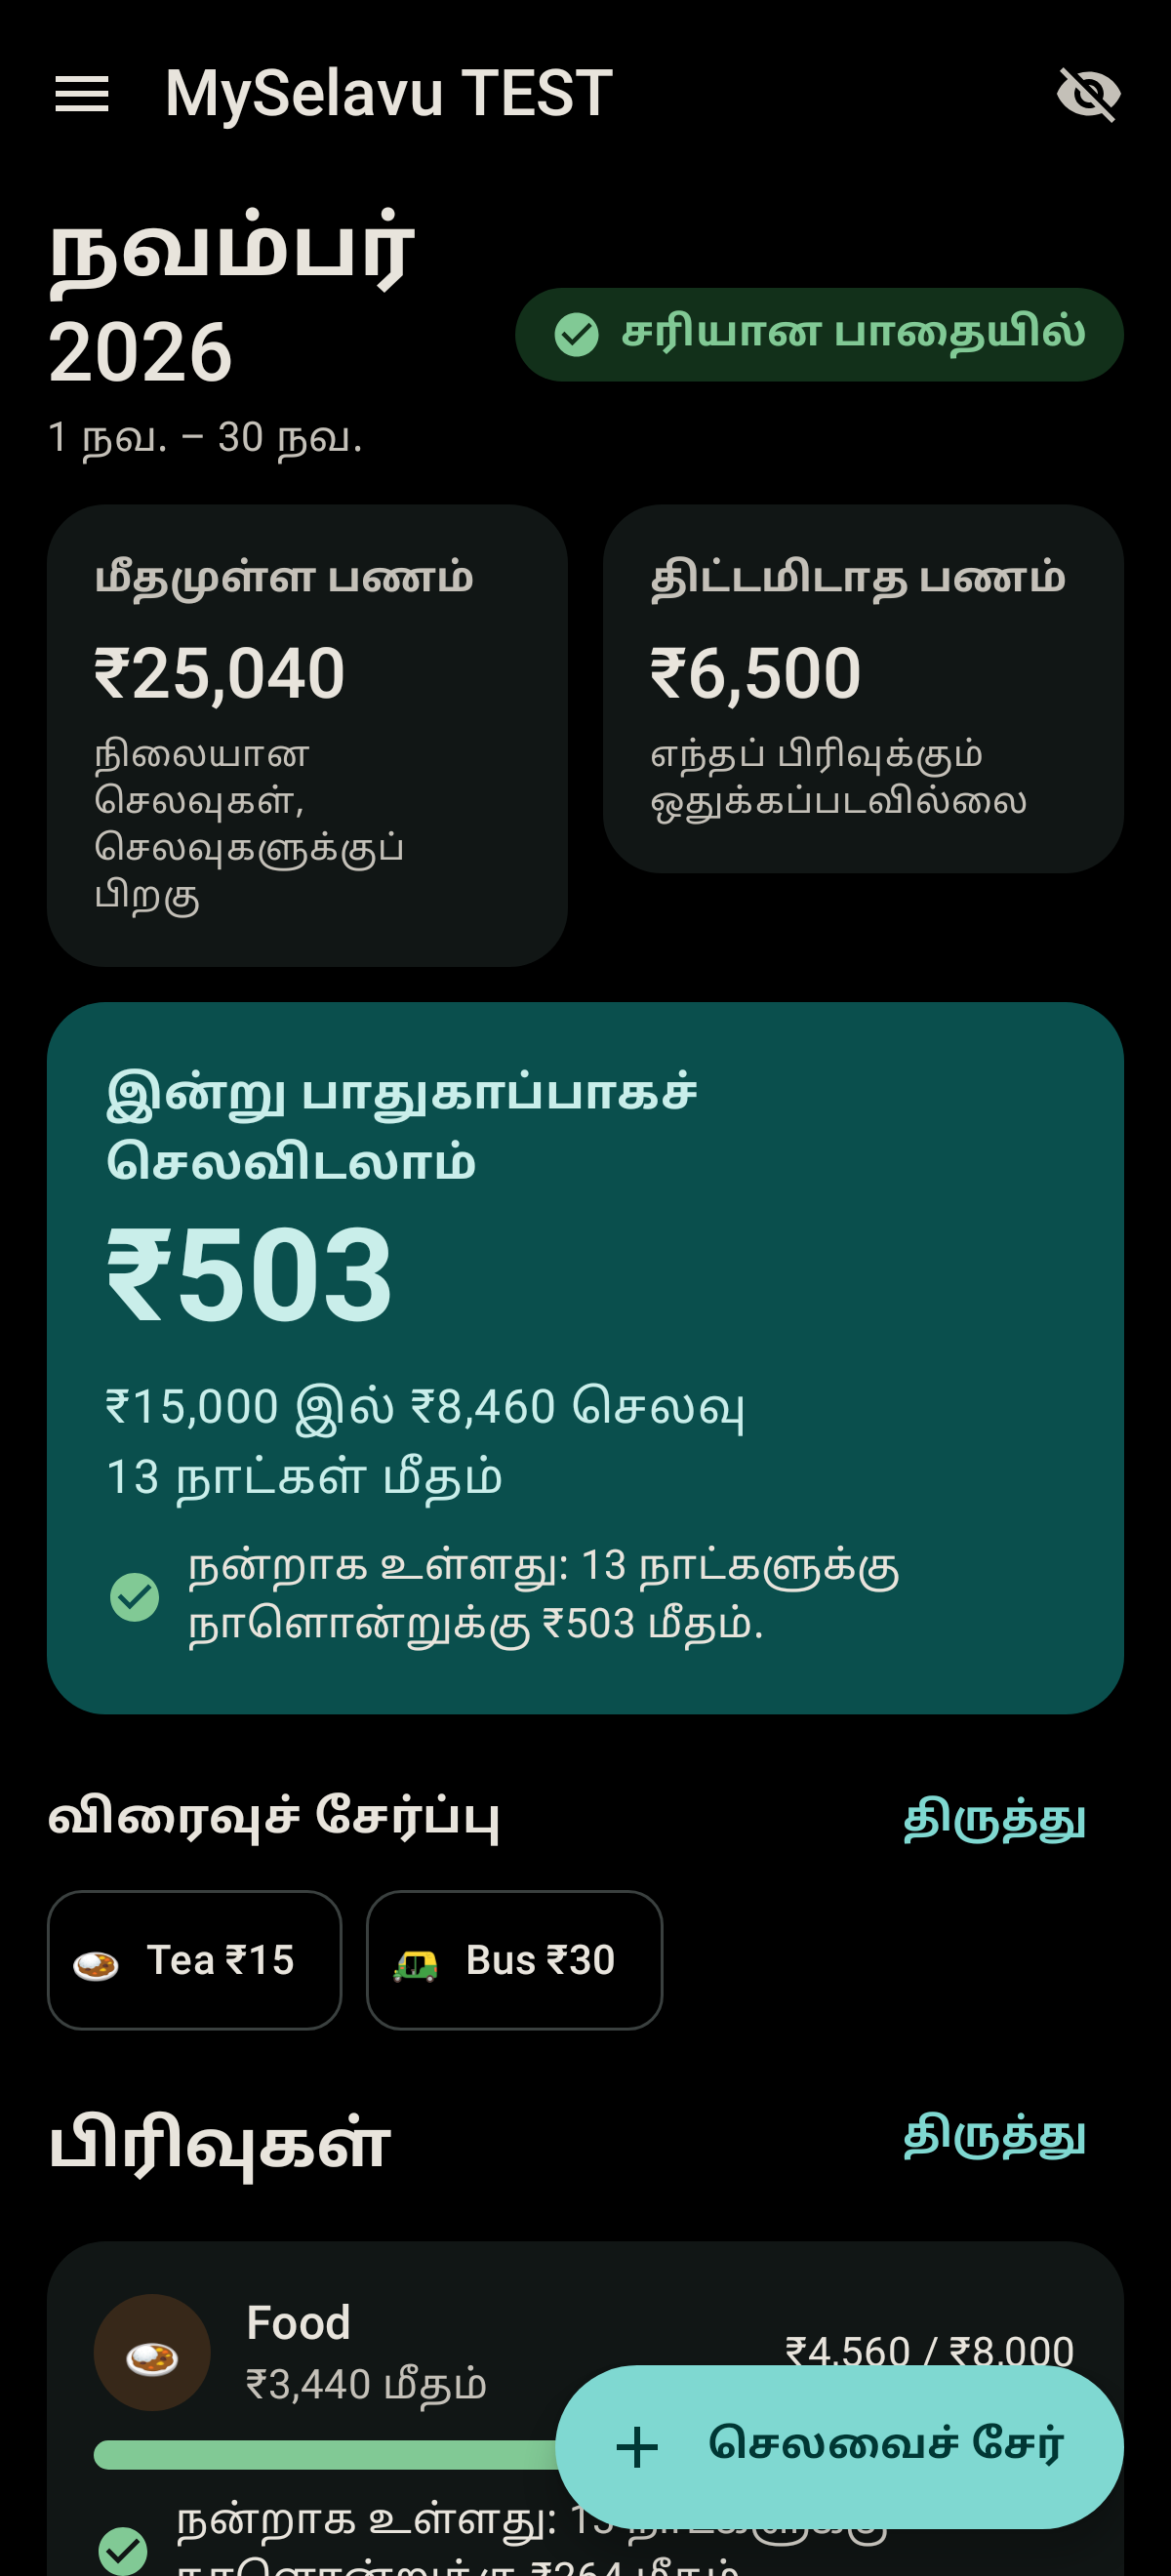 MySelavu TEST
நவம்பர்
2026
சரியான பாதையில்
1 நவ. – 30 நவ.
மீதமுள்ள பணம்
₹25,040
நிலையான
செலவுகள்,
செலவுகளுக்குப்
பிறகு
திட்டமிடாத பணம்
₹6,500
எந்தப் பிரிவுக்கும்
ஒதுக்கப்படவில்லை
இன்று பாதுகாப்பாகச்
செலவிடலாம்
₹503
₹15,000 இல் ₹8,460 செலவு
13 நாட்கள் மீதம்
நன்றாக உள்ளது: 13 நாட்களுக்கு
நாளொன்றுக்கு ₹503 மீதம்.
விரைவுச் சேர்ப்பு
திருத்து
Tea ₹15
Bus ₹30
பிரிவுகள்
திருத்து
Food
₹4,560 / ₹8,000
₹3,440 மீதம்
செலவைச் சேர்
நன்றாக உள்ளது:
₹264 மீதம்